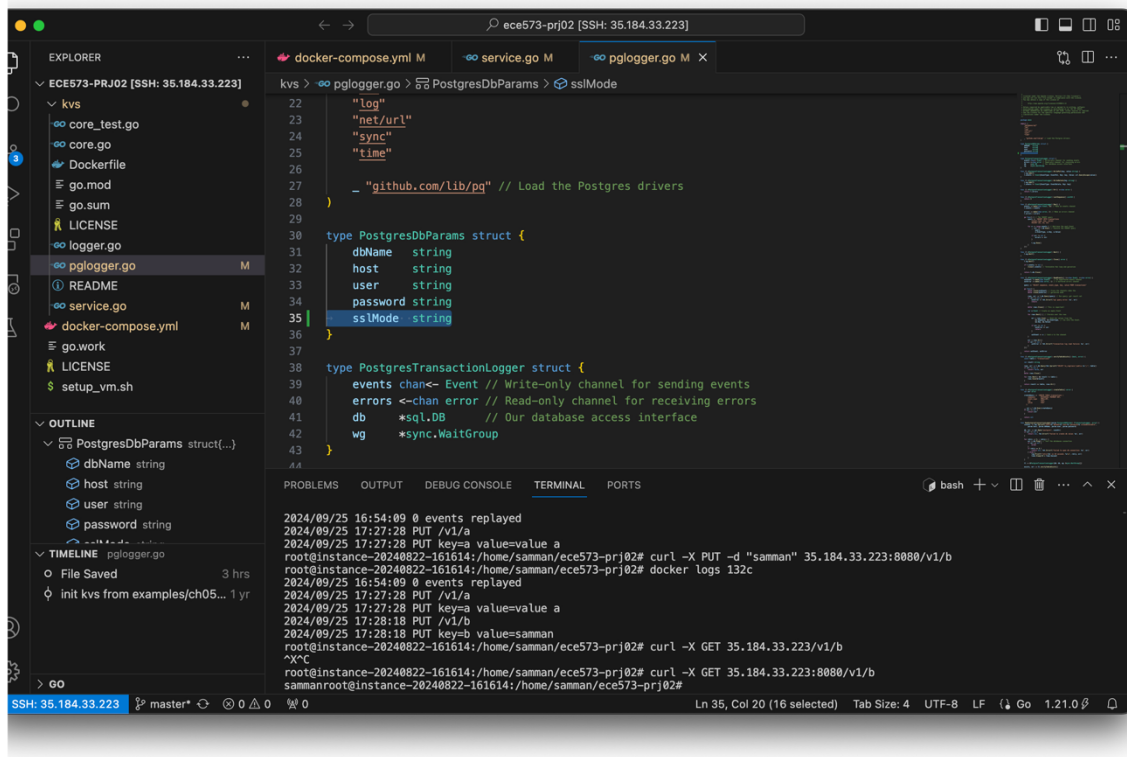 ece573-prj02 [SSH: 35.184.33.223]
EXPLORER
ECE573-PRJ02 [SSH: 35.184.33.223]
kvs
core_test.go
core.go
Dockerfile
go.mod
go.sum
LICENSE
logger.go
pglogger.go M
README
service.go M
docker-compose.yml M
go.work
LICENSE
setup_vm.sh
OUTLINE
PostgresDbParams struct{...}
dbName string
host string
user string
password string
TIMELINE pglogger.go
File Saved 3 hrs
init kvs from examples/ch05... 1 yr
GO
3
docker-compose.yml M service.go M pglogger.go M
kvs > pglogger.go > PostgresDbParams > sslMode
22 "log"
23 "net/url"
24 "sync"
25 "time"
26
27 _ "github.com/lib/pq" // Load the Postgres drivers
28 )
29
30 type PostgresDbParams struct {
31 dbName string
32 host string
33 user string
34 password string
35 sslMode string
36 }
37
38 type PostgresTransactionLogger struct {
39 events chan<- Event // Write-only channel for sending events
40 errors <-chan error // Read-only channel for receiving errors
41 db *sql.DB // Our database access interface
42 wg *sync.WaitGroup
43 }
44
PROBLEMS OUTPUT DEBUG CONSOLE TERMINAL PORTS bash
2024/09/25 16:54:09 0 events replayed
2024/09/25 17:27:28 PUT /v1/a
2024/09/25 17:27:28 PUT key=a value=value a
root@instance-20240822-161614:/home/samman/ece573-prj02# curl -X PUT -d "samman" 35.184.33.223:8080/v1/b
root@instance-20240822-161614:/home/samman/ece573-prj02# docker logs 132c
2024/09/25 16:54:09 0 events replayed
2024/09/25 17:27:28 PUT /v1/a
2024/09/25 17:27:28 PUT key=a value=value a
2024/09/25 17:28:18 PUT /v1/b
2024/09/25 17:28:18 PUT key=b value=samman
root@instance-20240822-161614:/home/samman/ece573-prj02# curl -X GET 35.184.33.223/v1/b
^X^C
root@instance-20240822-161614:/home/samman/ece573-prj02# curl -X GET 35.184.33.223:8080/v1/b
sammanroot@instance-20240822-161614:/home/samman/ece573-prj02#
SSH: 35.184.33.223 master* 0 0 0 Ln 35, Col 20 (16 selected) Tab Size: 4 UTF-8 LF Go 1.21.0